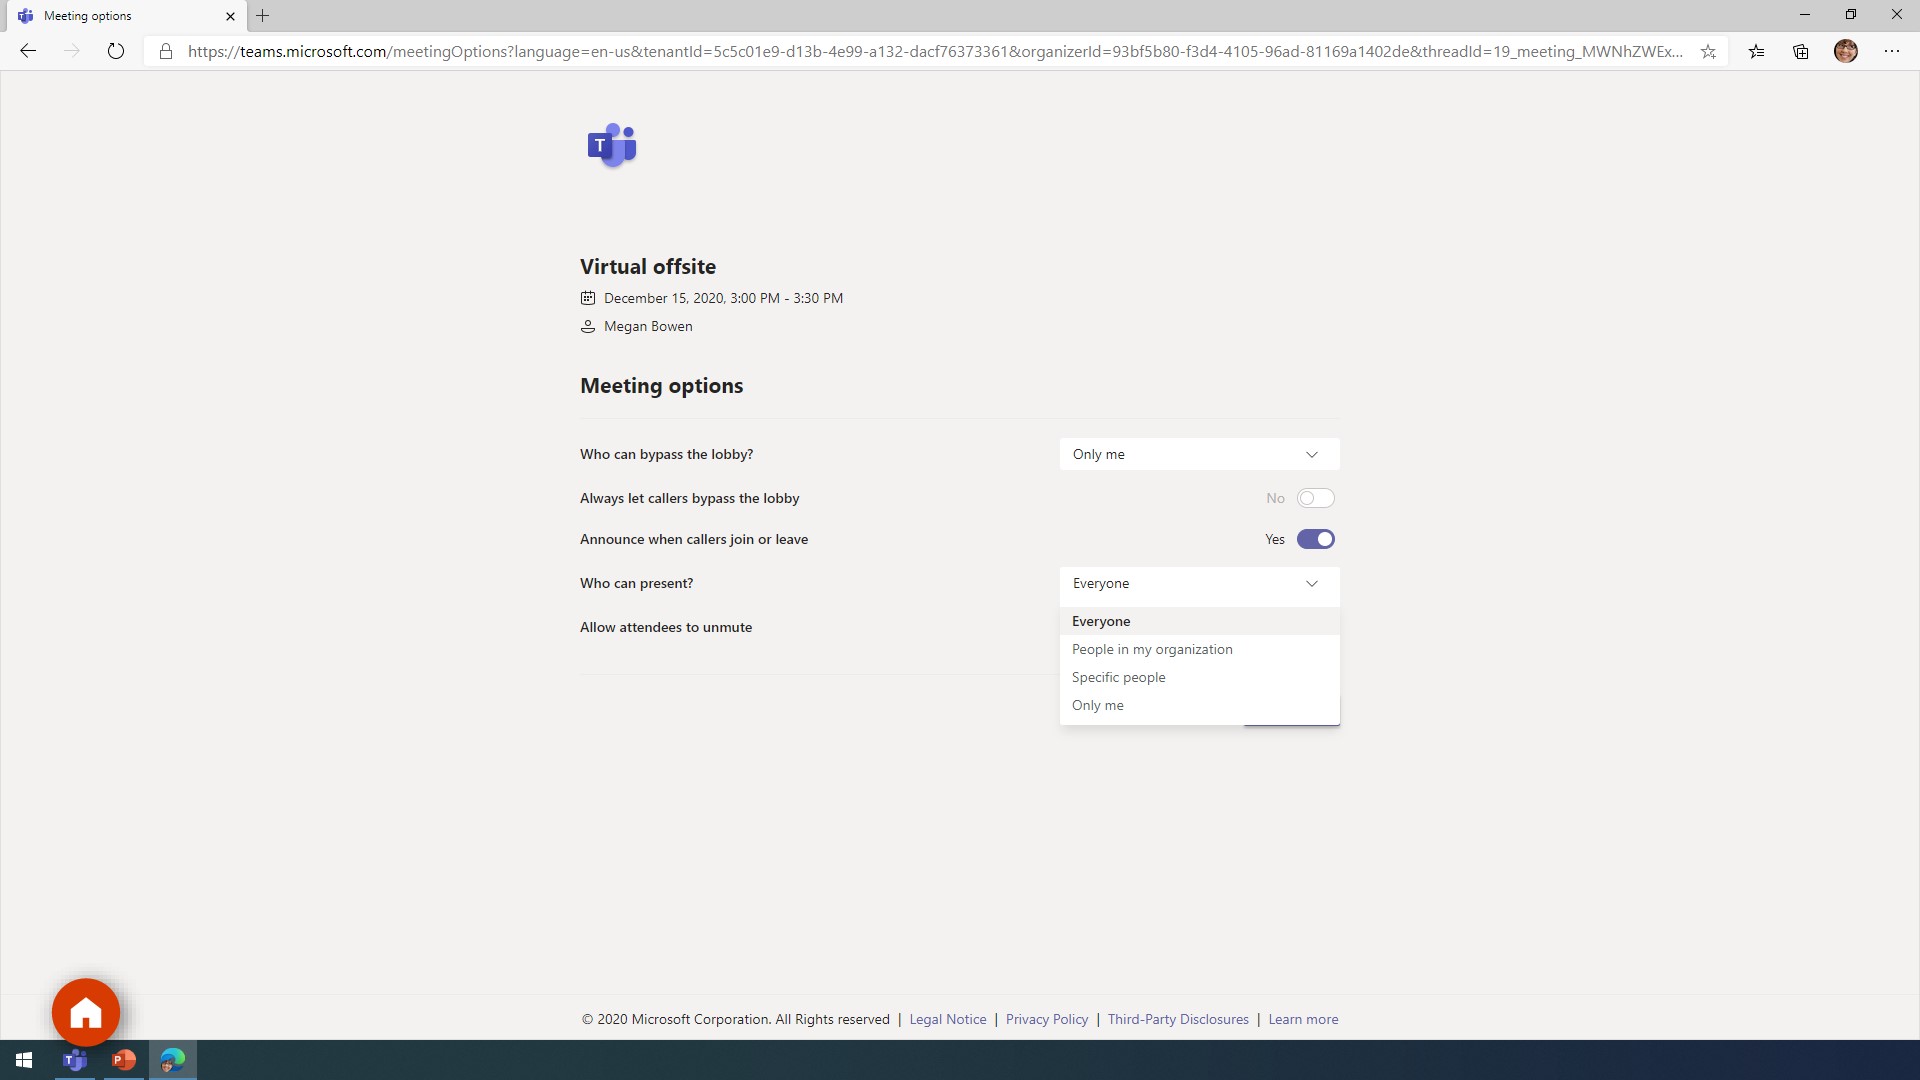 Meeting options
https://teams.microsoft.com/meetingOptions?language=en-us&tenantId=5c5c01e9-d13b-4e99-a132-dacf76373361&organizerId=93bf5b80-f3d4-4105-96ad-81169a1402de&threadId=19_meeting_MWNhZWEx...
T
Virtual offsite
December 15, 2020, 3:00 PM - 3:30 PM
Megan Bowen
Meeting options
Who can bypass the lobby? Only me
Always let callers bypass the lobby No
Announce when callers join or leave Yes
Who can present? Everyone
Everyone
Allow attendees to unmute
People in my organization
Specific people
Only me
© 2020 Microsoft Corporation. All Rights reserved | Legal Notice | Privacy Policy | Third-Party Disclosures | Learn more
T P